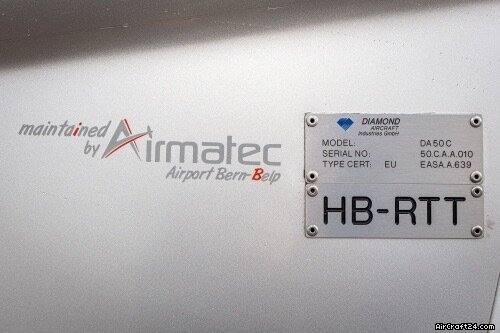 maintained
by Airmatec
Airport Bern-Belp
DIAMOND
AIRCRAFT
Industries GmbH
MODEL: DA50C
SERIAL NO: 50.C.A.A.010
TYPE CERT: EU EASA.A.639
HB-RTT
AirCraft24.com